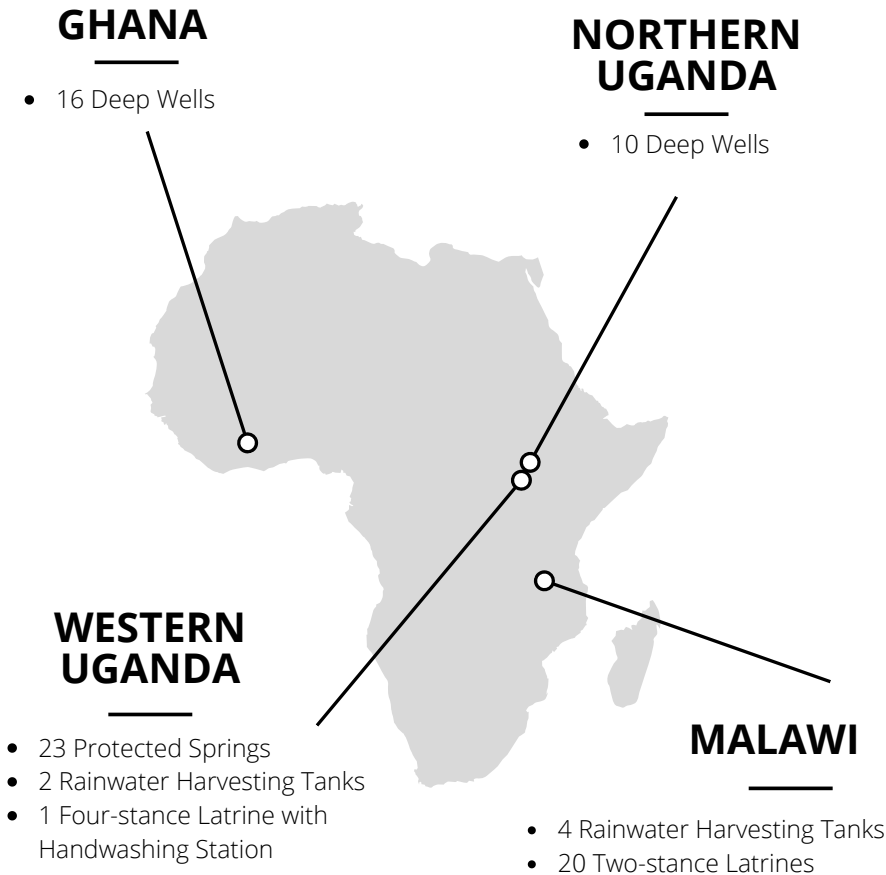 GHANA
• 16 Deep Wells
NORTHERN
UGANDA
• 10 Deep Wells
WESTERN
UGANDA
• 23 Protected Springs
• 2 Rainwater Harvesting Tanks
• 1 Four-stance Latrine with
Handwashing Station
MALAWI
• 4 Rainwater Harvesting Tanks
• 20 Two-stance Latrines